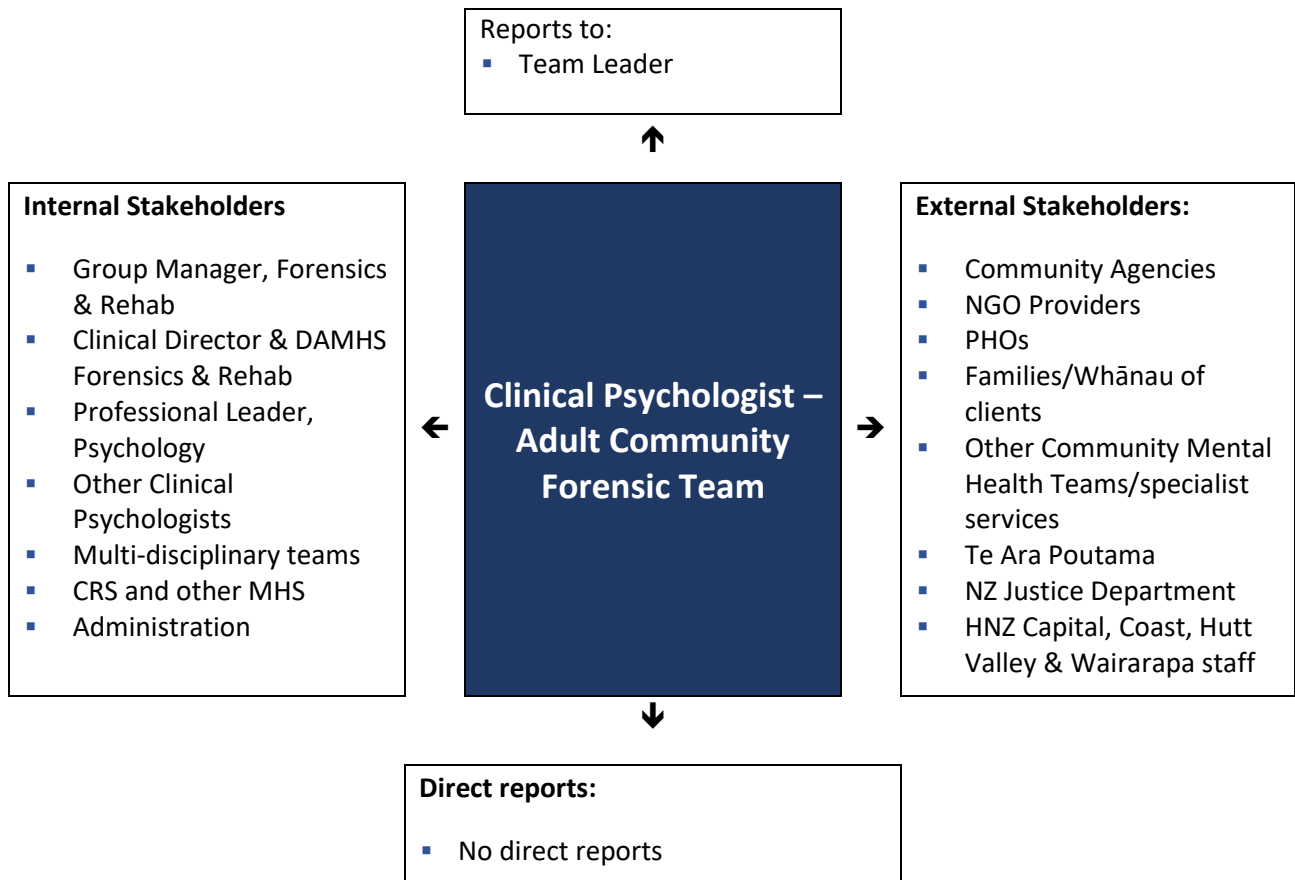 Reports to:
▪ Team Leader
Internal Stakeholders
▪ Group Manager, Forensics
& Rehab
▪ Clinical Director & DAMHS
Forensics & Rehab
▪ Professional Leader,
Psychology
▪ Other Clinical
Psychologists
▪ Multi-disciplinary teams
▪ CRS and other MHS
▪ Administration
Clinical Psychologist –
Adult Community
Forensic Team
External Stakeholders:
▪ Community Agencies
▪ NGO Providers
▪ PHOs
▪ Families/Whānau of
clients
▪ Other Community Mental
Health Teams/specialist
services
▪ Te Ara Poutama
▪ NZ Justice Department
▪ HNZ Capital, Coast, Hutt
Valley & Wairarapa staff
Direct reports:
▪ No direct reports